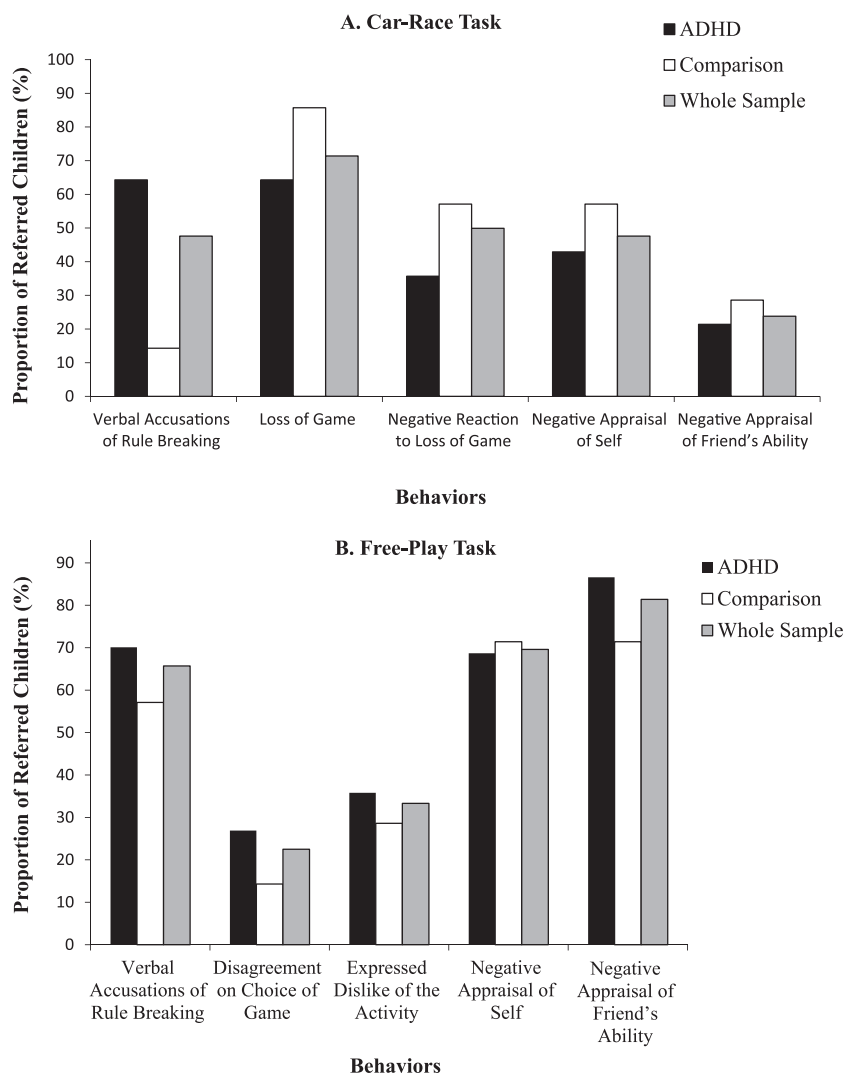 A. Car-Race Task
ADHD
Comparison
Whole Sample
Proportion of Referred Children (%)
100
90
80
70
60
50
40
30
20
10
0
Verbal Accusations
of Rule Breaking
Loss of Game
Negative Reaction
to Loss of Game
Negative Appraisal
of Self
Negative Appraisal
of Friend's Ability
Behaviors
B. Free-Play Task
ADHD
Comparison
Whole Sample
Proportion of Referred Children (%)
90
80
70
60
50
40
30
20
10
0
Verbal
Accusations of
Rule Breaking
Disagreement
on Choice of
Game
Expressed
Dislike of the
Activity
Negative
Appraisal of
Self
Negative
Appraisal of
Friend's
Ability
Behaviors